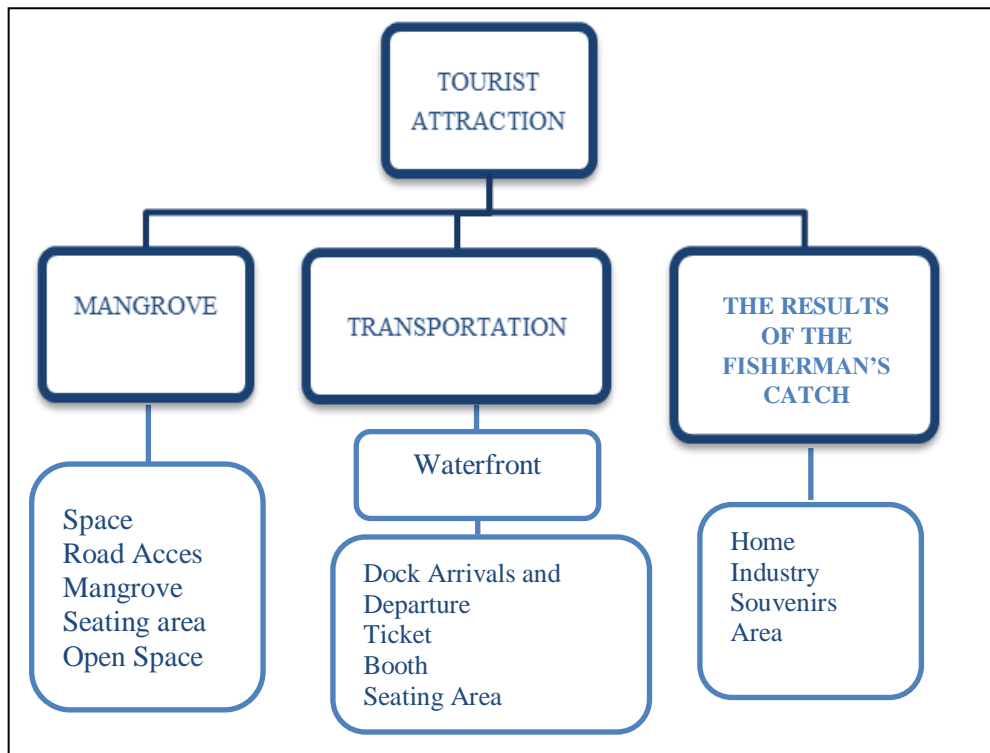 TOURIST
ATTRACTION
MANGROVE
TRANSPORTATION
THE RESULTS
OF THE
FISHERMAN'S
CATCH
Waterfront
Space
Road Acces
Mangrove
Seating area
Open Space
Dock Arrivals and
Departure
Ticket
Booth
Seating Area
Home
Industry
Souvenirs
Area